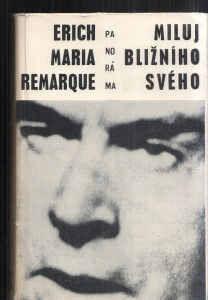 ERICH PA MILUJ
MARIA NO BLIŽNÍHO
REMARQUE RÁ SVÉHO
MA